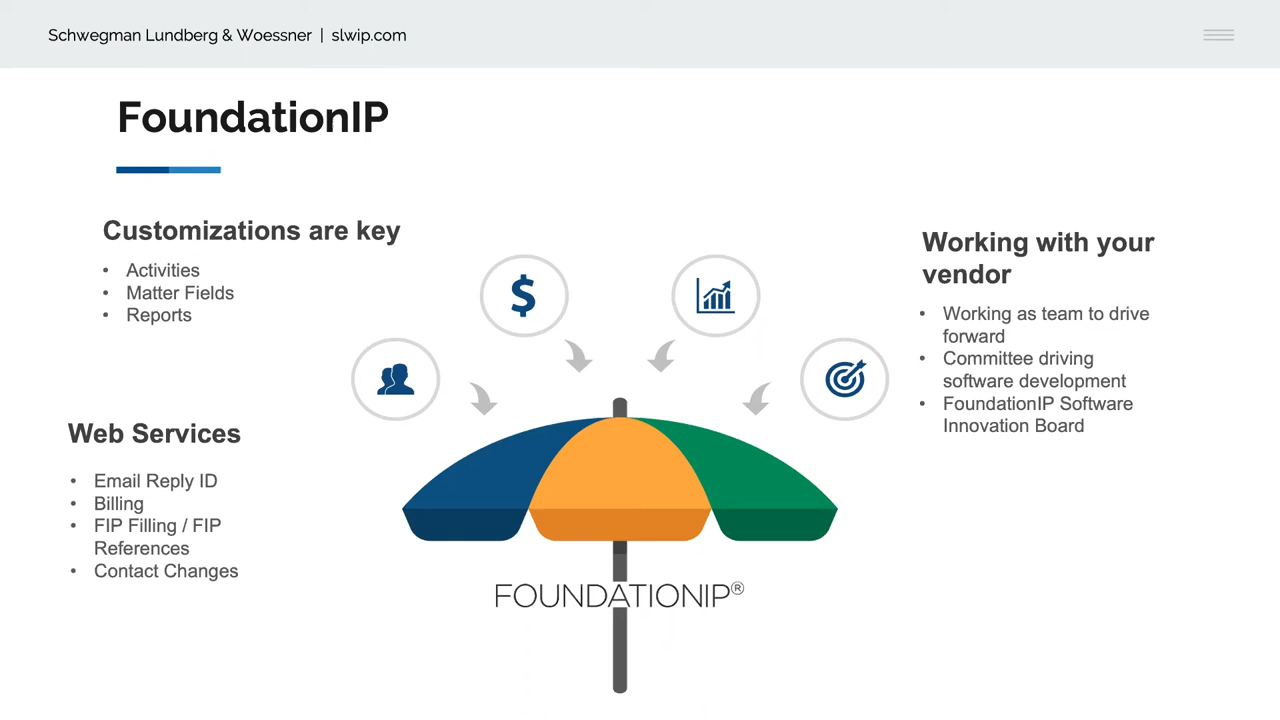 Schwegman Lundberg & Woessner | slwip.com
FoundationIP
Customizations are key
• Activities
• Matter Fields
• Reports
Web Services
• Email Reply ID
• Billing
• FIP Filling / FIP
References
• Contact Changes
$
FOUNDATIONIP®
Working with your
vendor
• Working as team to drive
forward
• Committee driving
software development
• FoundationIP Software
Innovation Board